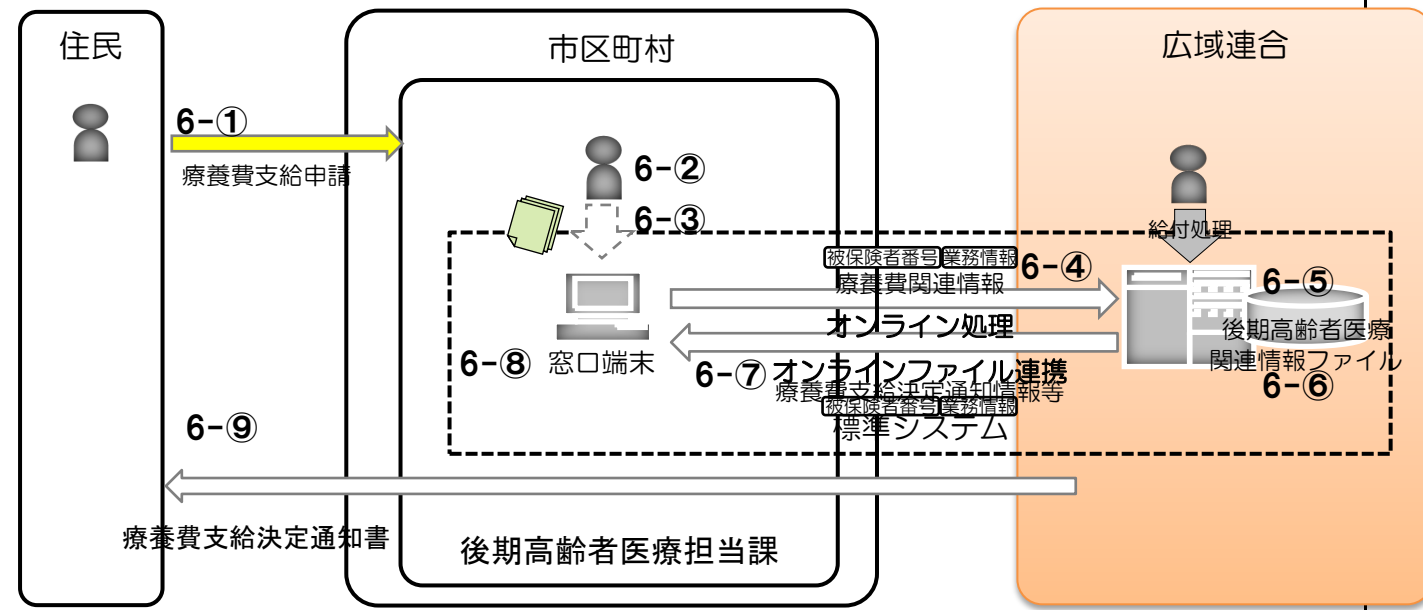 住民
市区町村
広域連合
6-①
療養費支給申請
6-②
6-③
給付処理
被保険者番号 業務情報
6-④
療養費関連情報
6-⑤
オンライン処理
後期高齢者医療
関連情報ファイル
6-⑧
窓口端末
6-⑦
オンラインファイル連携
6-⑥
療養費支給決定通知情報等
被保険者番号 業務情報
標準システム
6-⑨
療養費支給決定通知書
後期高齢者医療担当課